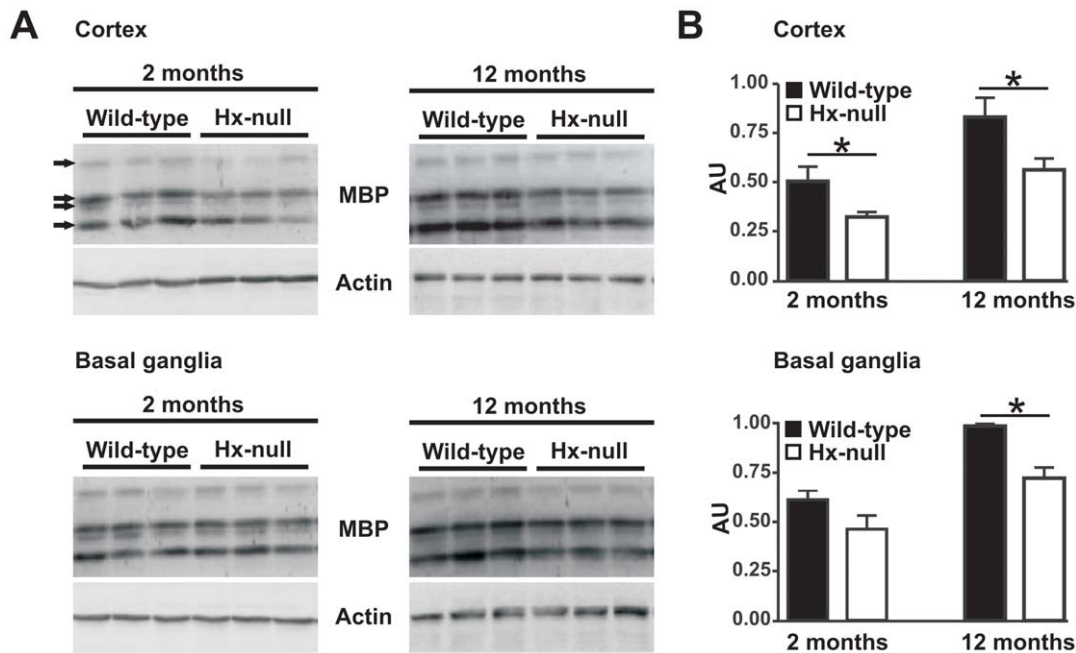 A
Cortex
2 months
12 months
Wild-type
Hx-null
Wild-type
Hx-null
MBP
Actin
Basal ganglia
2 months
12 months
Wild-type
Hx-null
Wild-type
Hx-null
MBP
Actin
B
Cortex
1.00
0.75
0.50
0.25
0.00
AU
Wild-type
Hx-null
*
*
2 months
12 months
Basal ganglia
1.00
0.75
0.50
0.25
0.00
AU
Wild-type
Hx-null
*
2 months
12 months